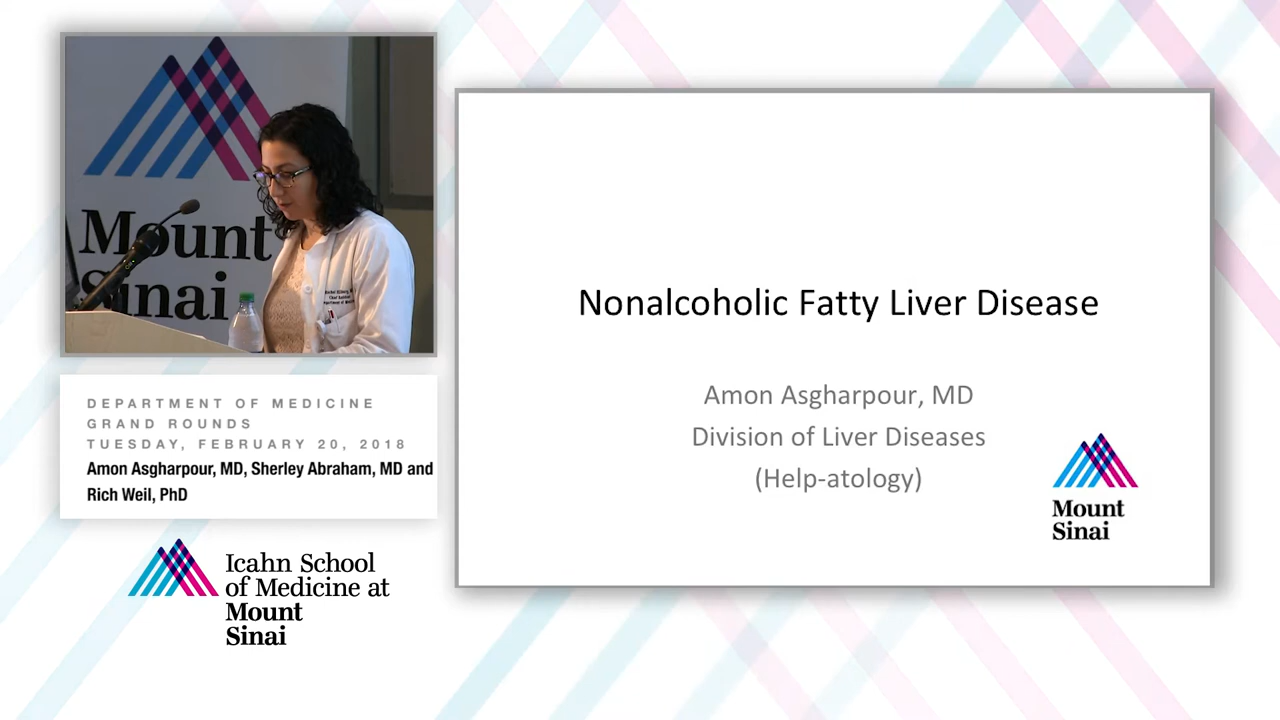 Mount
Sinai
DEPARTMENT OF MEDICINE
GRAND ROUNDS
TUESDAY, FEBRUARY 20, 2018
Amon Asgharpour, MD, Sherley Abraham, MD and
Rich Weil, PhD
Icahn School
of Medicine at
Mount
Sinai
Nonalcoholic Fatty Liver Disease
Amon Asgharpour, MD
Division of Liver Diseases
(Help-atology)
Mount
Sinai